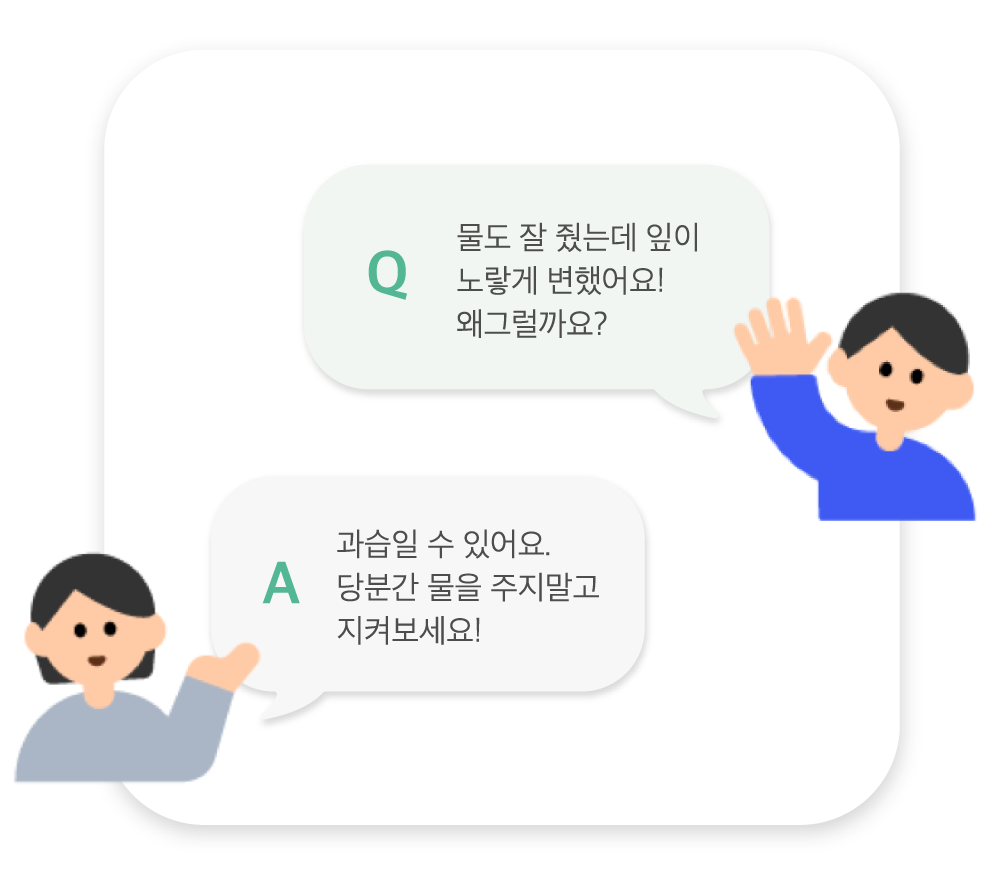 Q
물도 잘 줬는데 잎이
노랗게 변했어요!
왜그럴까요?
A
과습일 수 있어요.
당분간 물을 주지말고
지켜보세요!